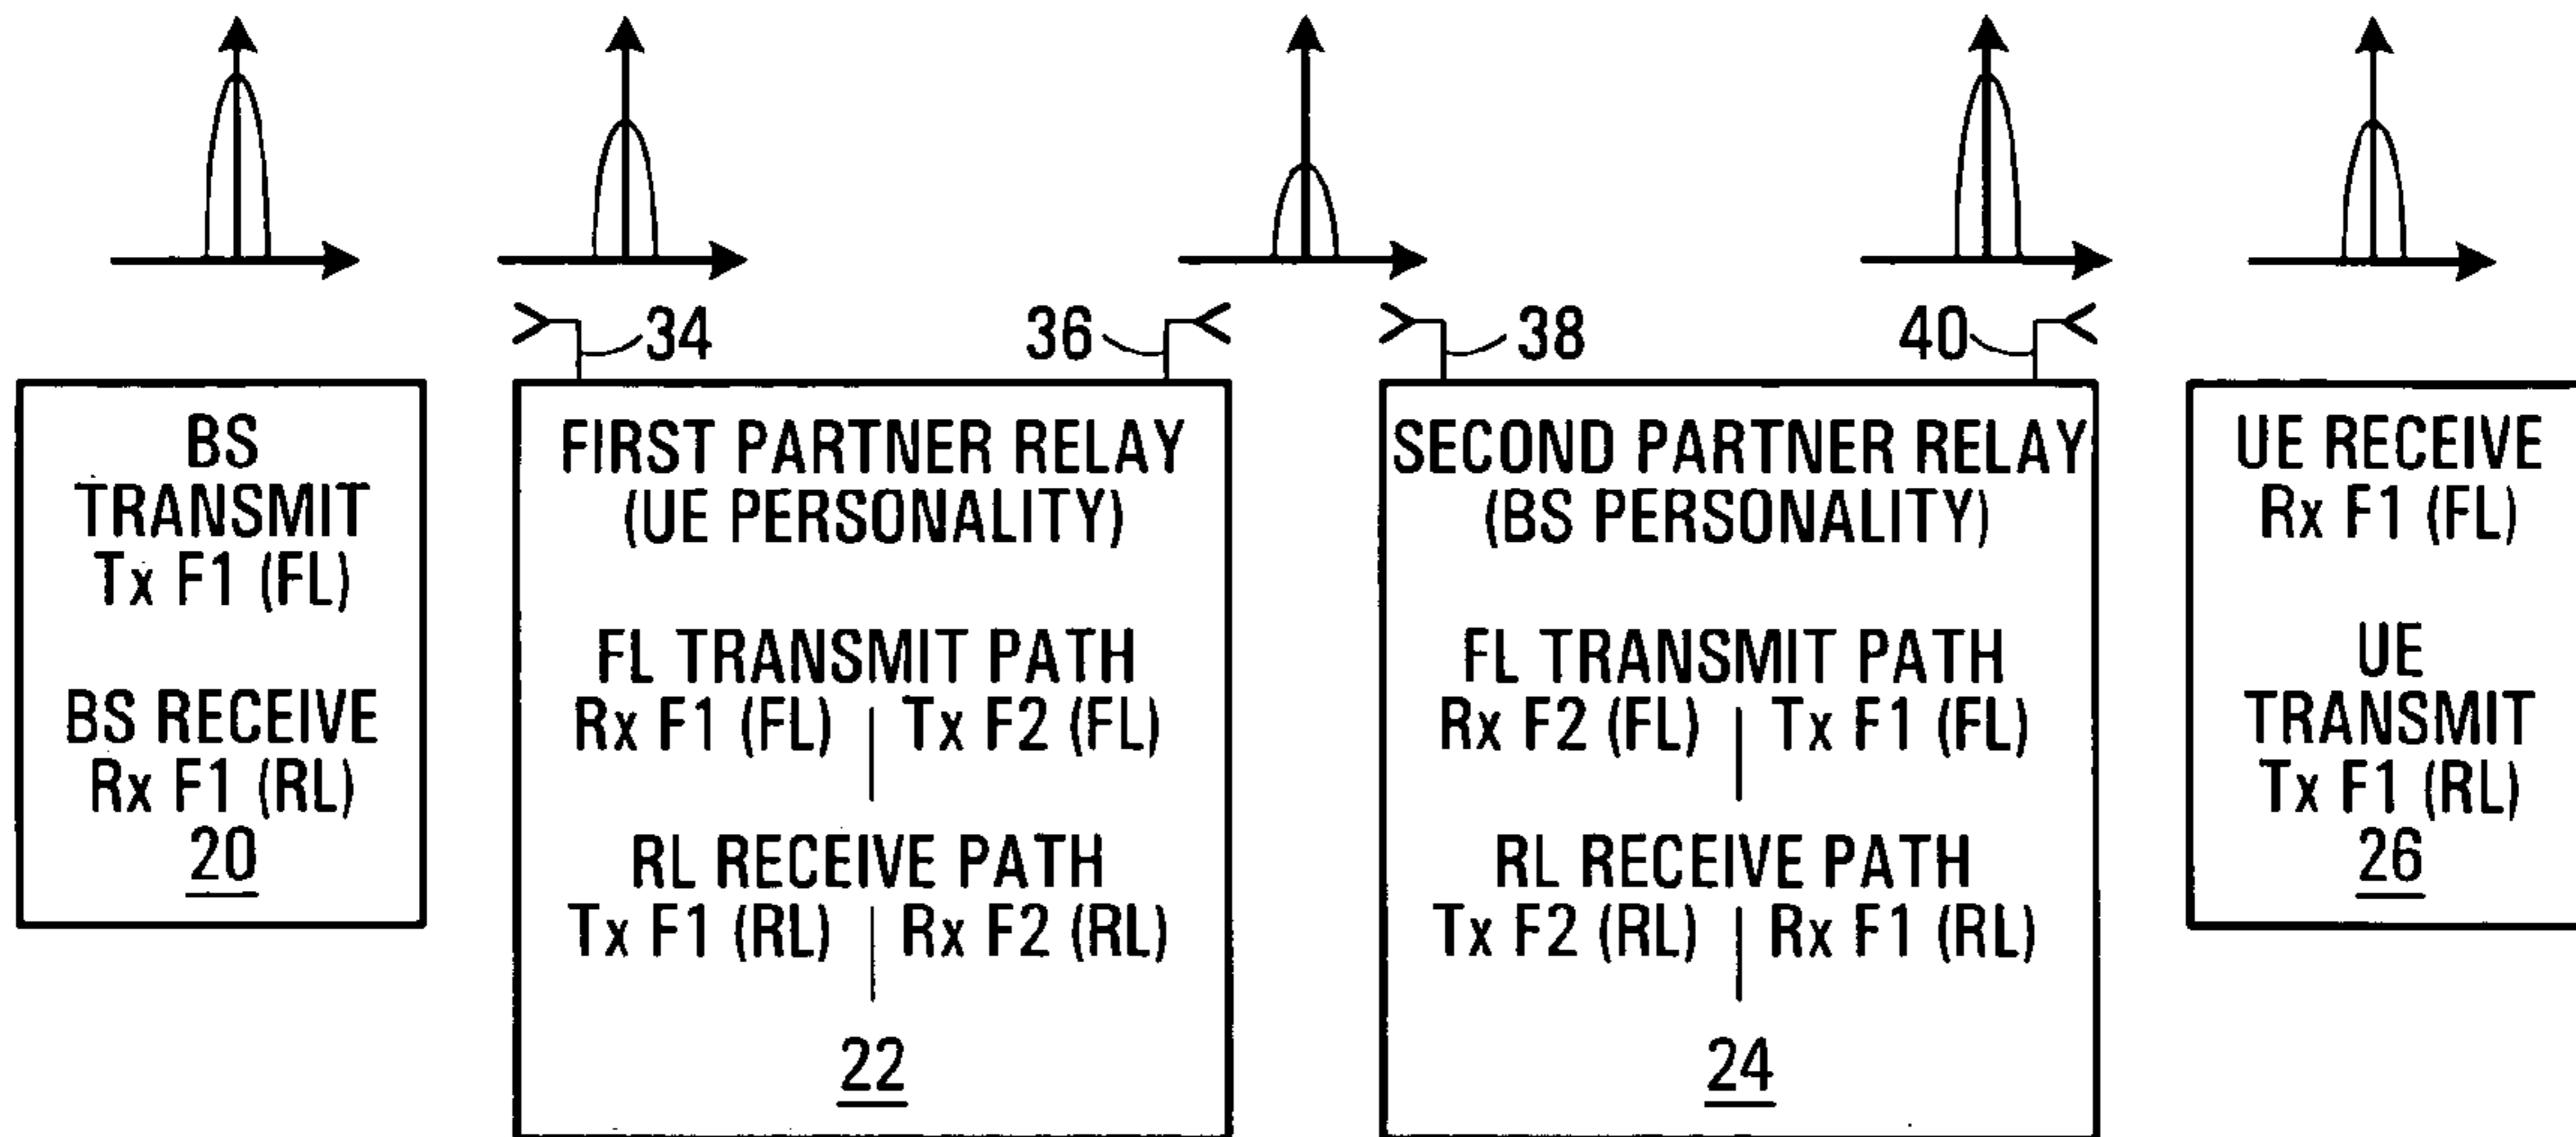 34
36
38
40
BS
TRANSMIT
Tx F1 (FL)
BS RECEIVE
Rx F1 (RL)
20
FIRST PARTNER RELAY
(UE PERSONALITY)
FL TRANSMIT PATH
Rx F1 (FL) | Tx F2 (FL)
RL RECEIVE PATH
Tx F1 (RL) | Rx F2 (RL)
22
SECOND PARTNER RELAY
(BS PERSONALITY)
FL TRANSMIT PATH
Rx F2 (FL) | Tx F1 (FL)
RL RECEIVE PATH
Tx F2 (RL) | Rx F1 (RL)
24
UE RECEIVE
Rx F1 (FL)
UE
TRANSMIT
Tx F1 (RL)
26